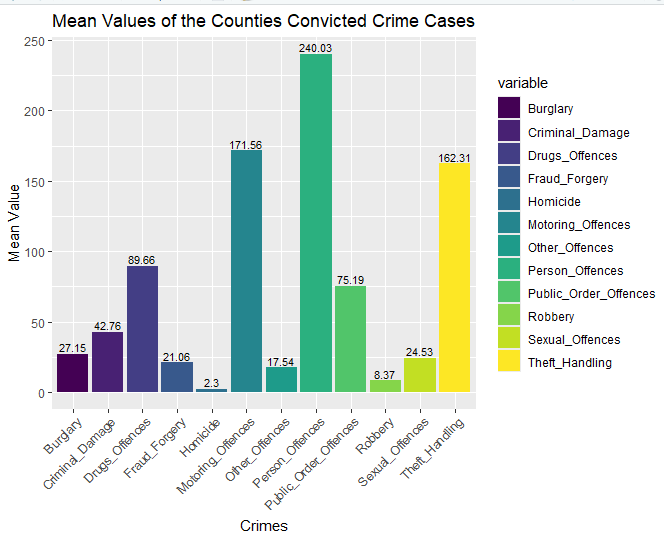 Mean Values of the Counties Convicted Crime Cases
250
200
150
100
50
0
Mean Value
27.15
42.76
89.66
21.06
2.3
171.56
17.54
240.03
75.19
8.37
24.53
162.31
Burglary
Criminal_Damage
Drugs_Offences
Fraud_Forgery
Homicide
Motoring_Offences
Other_Offences
Person_Offences
Public_Order_Offences
Robbery
Sexual_Offences
Theft_Handling
Crimes
variable
Burglary
Criminal_Damage
Drugs_Offences
Fraud_Forgery
Homicide
Motoring_Offences
Other_Offences
Person_Offences
Public_Order_Offences
Robbery
Sexual_Offences
Theft_Handling